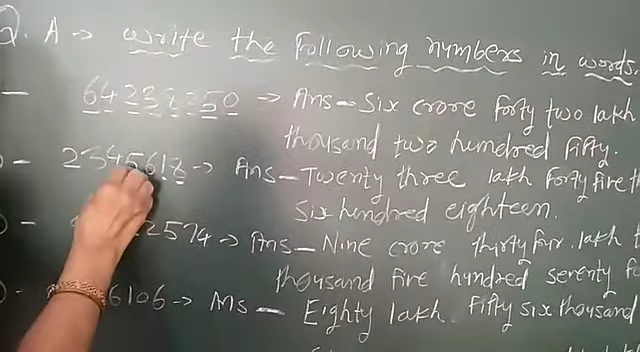 Q. A → write the following numbers in words.
– 64232250 → Ans – Six crore forty two lakh
thousand two hundred fifty.
– 2345618 → Ans – Twenty three lakh forty five th
six hundred eighteen.
– 2574 → Ans – Nine crore thirty four lakh t
thousand five hundred seventy fo
– 6106 → Ans – Eighty lakh fifty six thousand